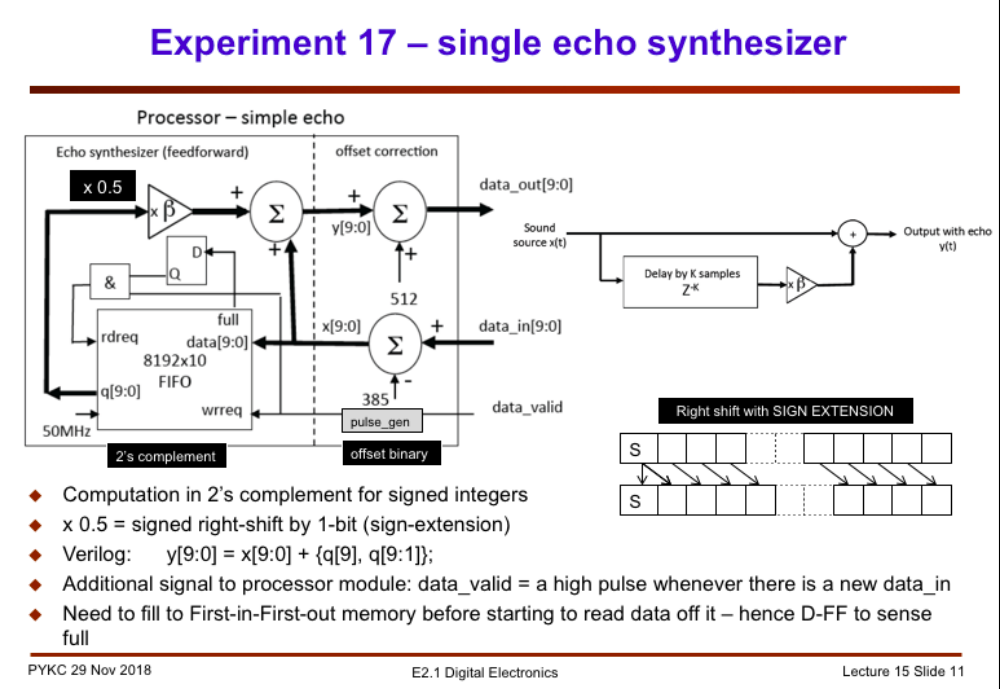 Experiment 17 – single echo synthesizer
Processor – simple echo
Echo synthesizer (feedforward)
offset correction
x 0.5
x β
+
Σ
+
+
y[9:0]
Σ
+
512
data_out[9:0]
D
Q
&
full
rdreq
data[9:0]
8192x10
FIFO
q[9:0]
wrreq
50MHz
x[9:0]
Σ
+
-
385
data_in[9:0]
pulse_gen
data_valid
2's complement
offset binary
Sound
source x(t)
Delay by K samples
Z-K
x β
+
Output with echo
y(t)
Right shift with SIGN EXTENSION
S
S
Computation in 2's complement for signed integers
x 0.5 = signed right-shift by 1-bit (sign-extension)
Verilog: y[9:0] = x[9:0] + {q[9], q[9:1]};
Additional signal to processor module: data_valid = a high pulse whenever there is a new data_in
Need to fill to First-in-First-out memory before starting to read data off it – hence D-FF to sense
full
PYKC 29 Nov 2018
E2.1 Digital Electronics
Lecture 15 Slide 11